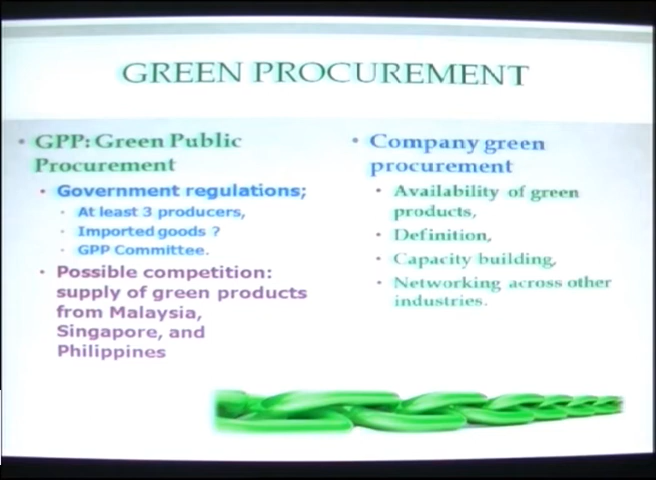 GREEN PROCUREMENT
• GPP: Green Public
Procurement
• Government regulations;
• At least 3 producers,
• Imported goods ?
• GPP Committee.
• Possible competition:
supply of green products
from Malaysia,
Singapore, and
Philippines
• Company green
procurement
• Availability of green
products,
• Definition,
• Capacity building,
• Networking across other
industries.